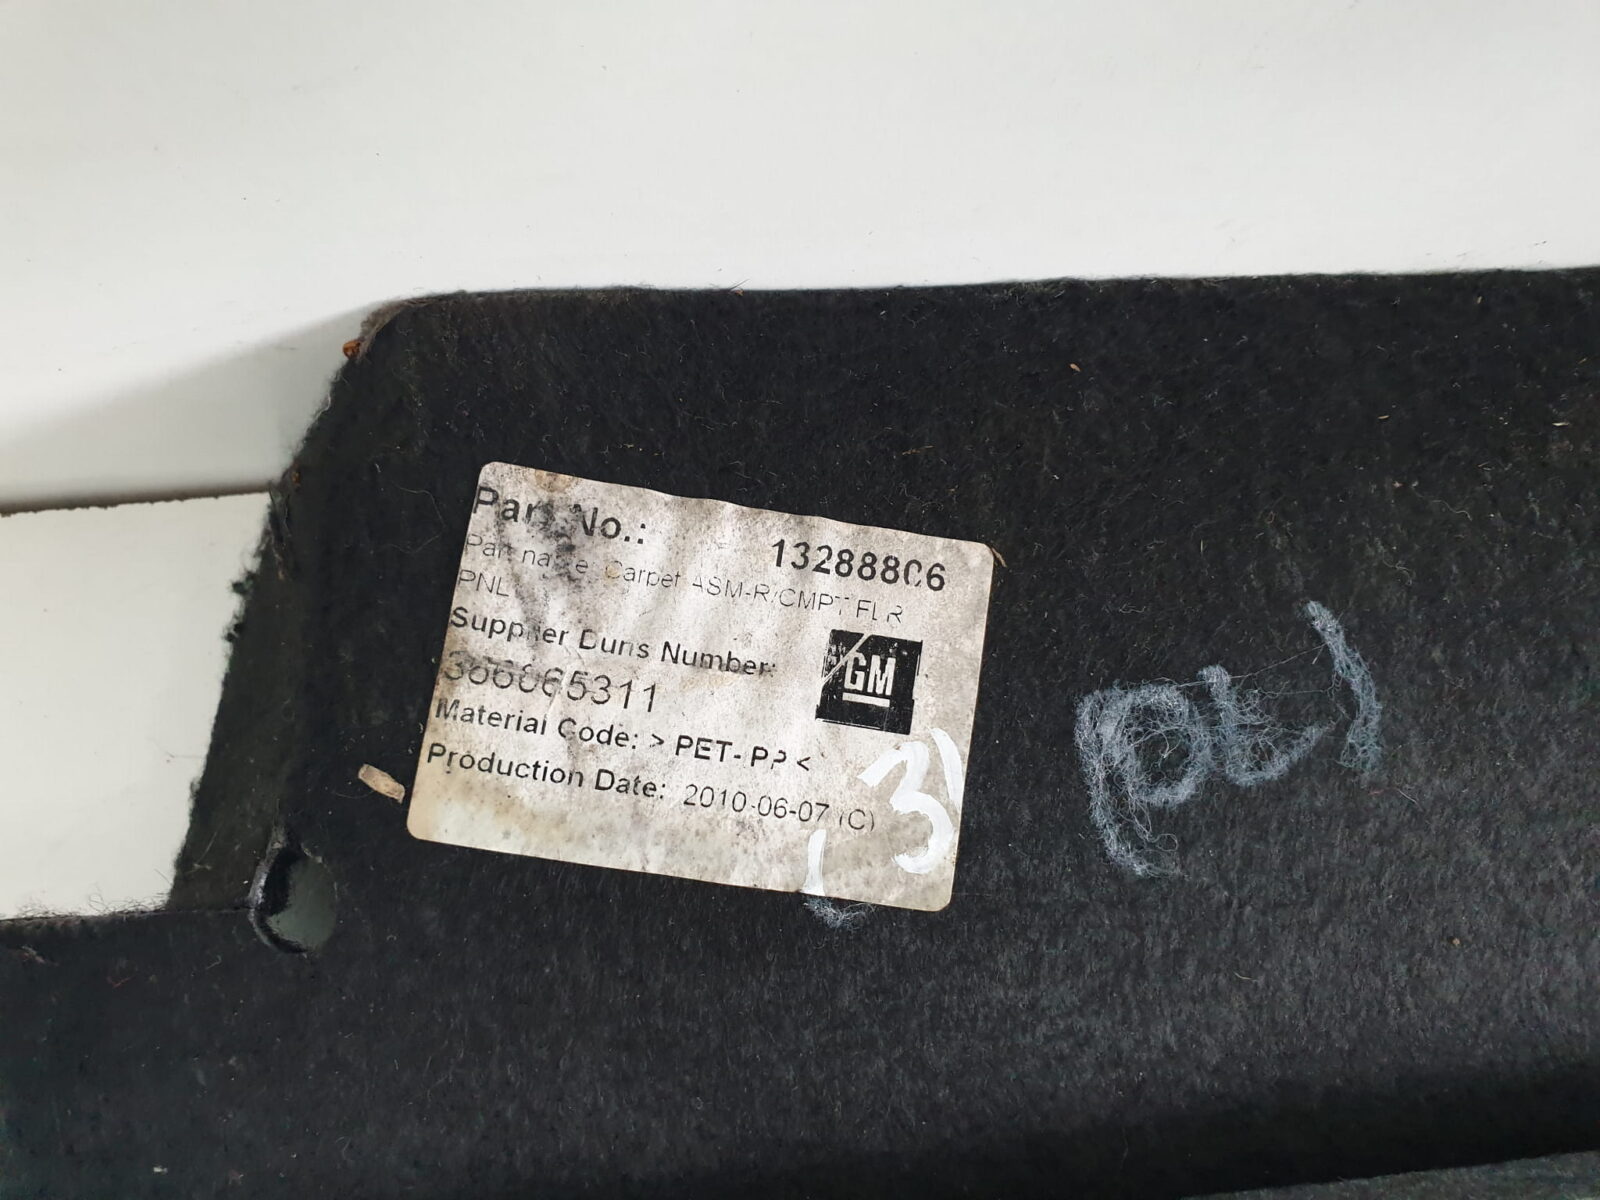 Part No.: 13288806
Part name: Carpet ASM-R/CMPT FLR
PNL
Supplier Duns Number:
366065311
GM
Material Code: >PET-PP<
Production Date: 2010-06-07 (C)
3